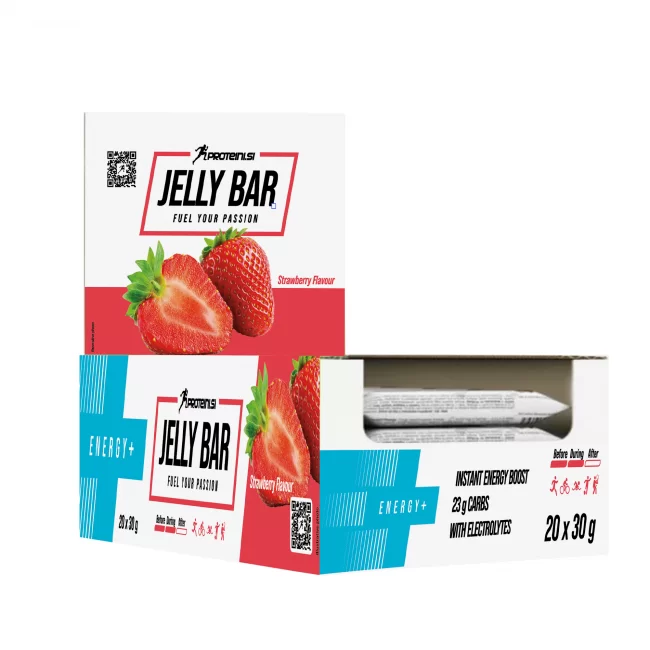 PROTEINI.SI
JELLY BAR
FUEL YOUR PASSION
Strawberry Flavour
ENERGY+
PROTEINI.SI
JELLY BAR
FUEL YOUR PASSION
Strawberry Flavour
20 x 30 g
Before During After
ENERGY+
INSTANT ENERGY BOOST
23 g CARBS
WITH ELECTROLYTES
Before During After
20 x 30 g